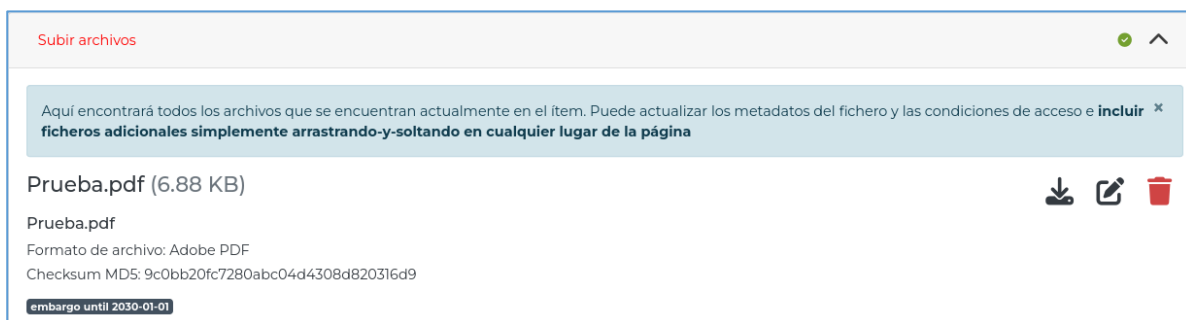 Subir archivos
Aquí encontrará todos los archivos que se encuentran actualmente en el ítem. Puede actualizar los metadatos del fichero y las condiciones de acceso e incluir ×
ficheros adicionales simplemente arrastrando-y-soltando en cualquier lugar de la página
Prueba.pdf (6.88 KB)
Prueba.pdf
Formato de archivo: Adobe PDF
Checksum MD5: 9c0bb20fc7280abc04d4308d820316d9
embargo until 2030-01-01